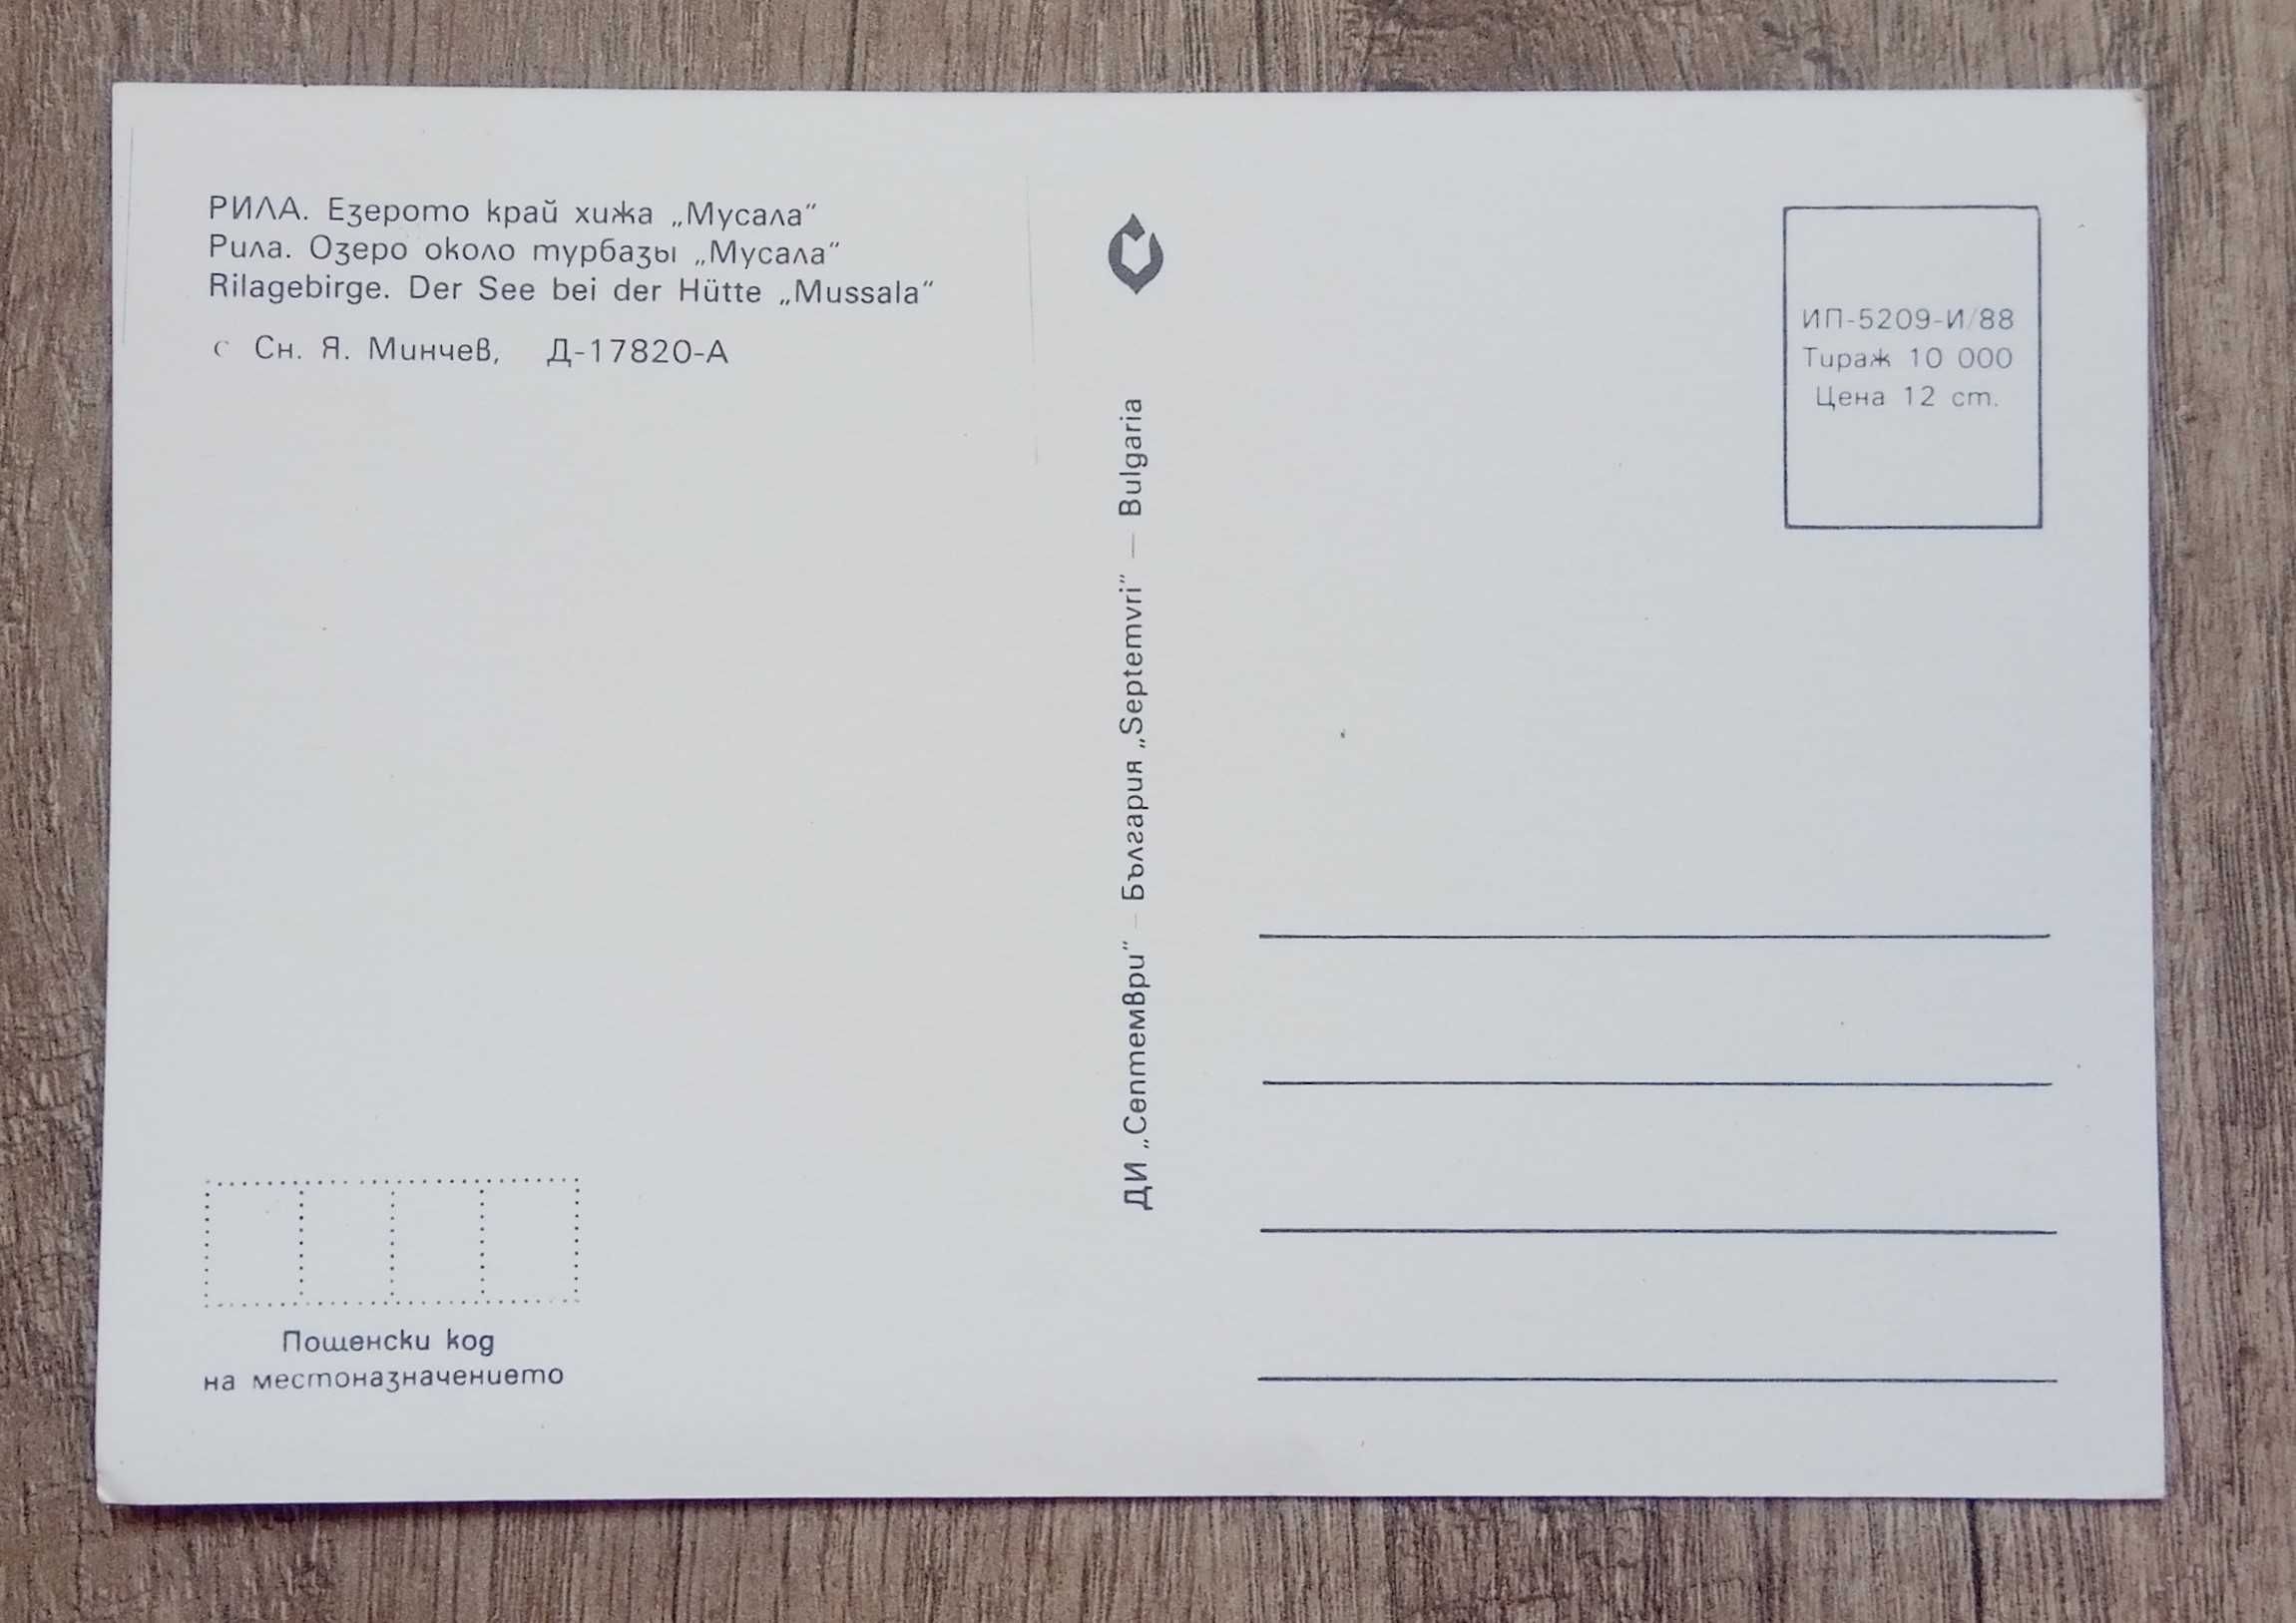 РИЛА. Езерото край хижа „Мусала“
Рила. Озеро около турбазы „Мусала“
Rilagebirge. Der See bei der Hütte „Mussala“
с Сн. Я. Минчев, Д-17820-А
ДИ „Септември“ – България „Septemvri“ — Bulgaria
ИП-5209-И/88
Тираж 10 000
Цена 12 ст.
Пощенски код
на местоназначението